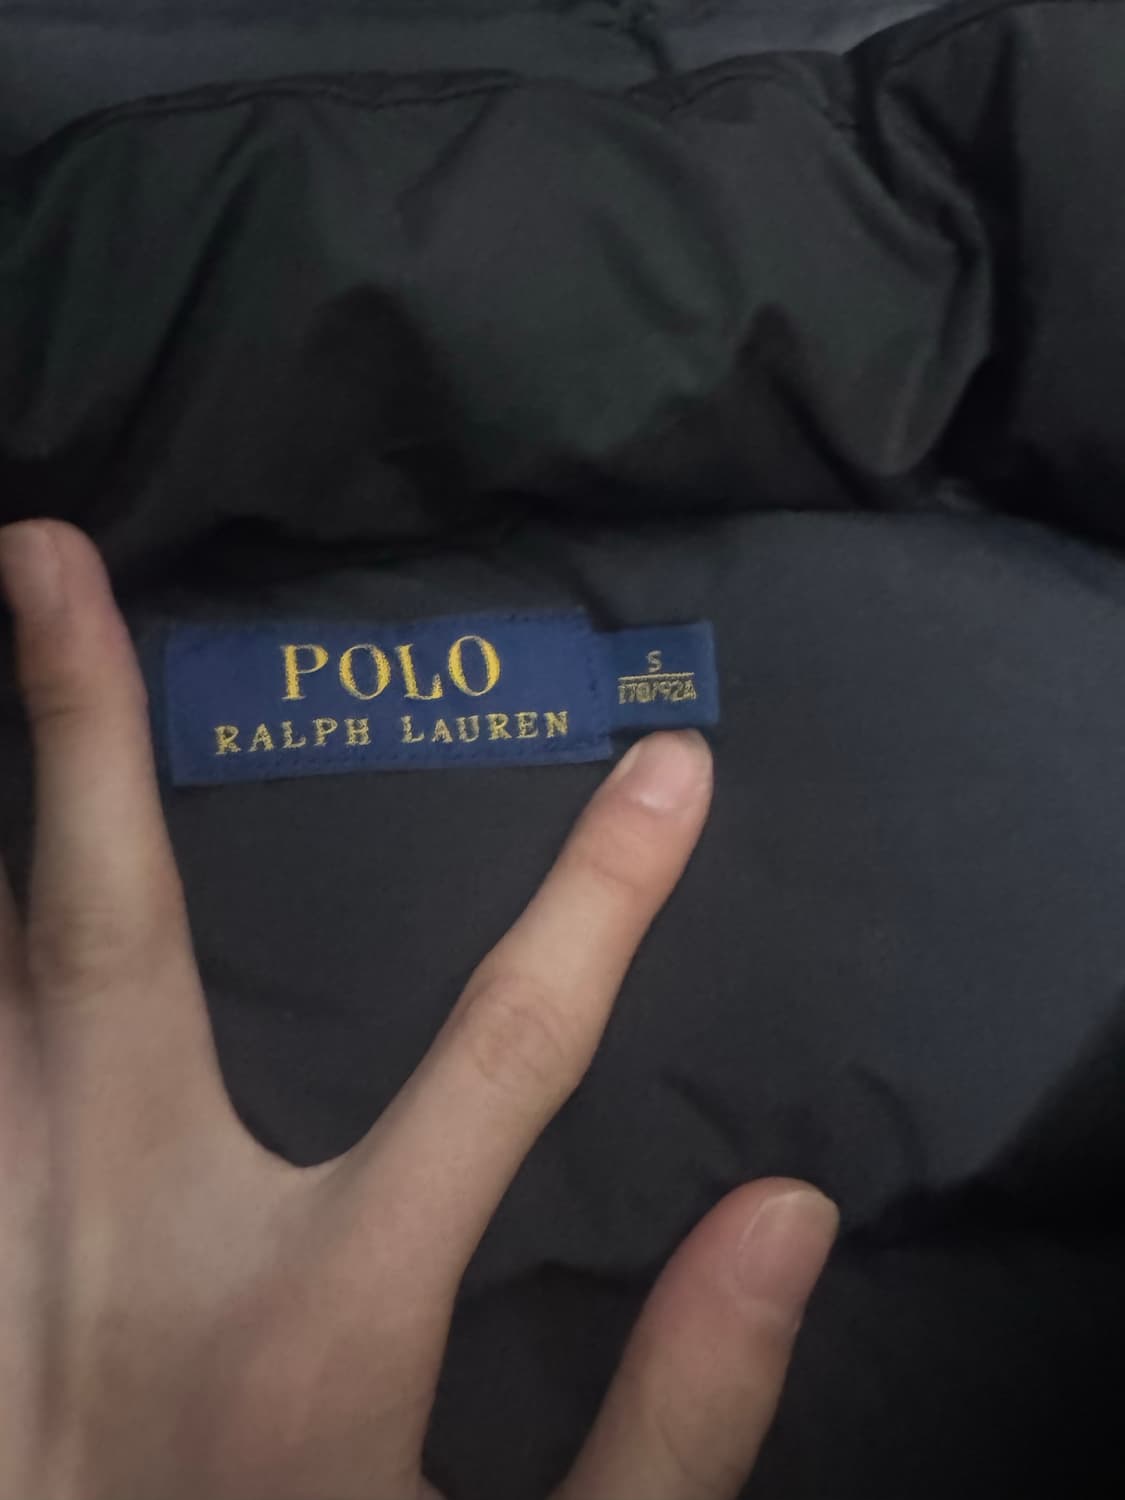 POLO
RALPH LAUREN
S
170/92A